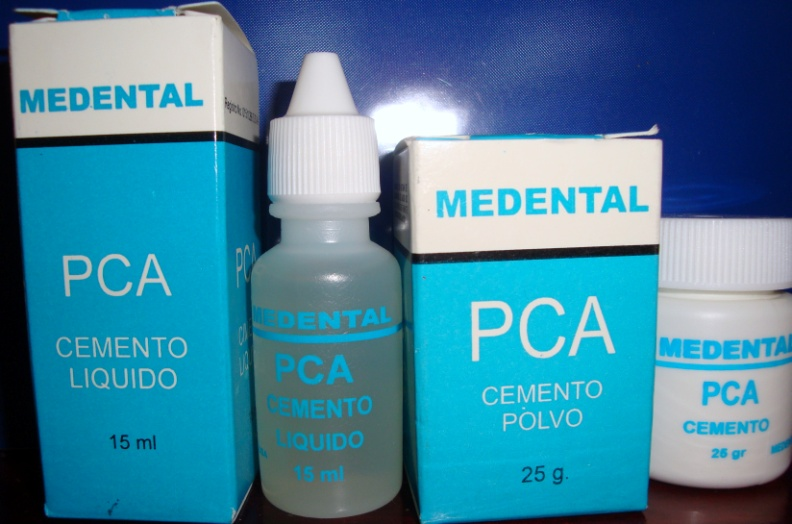 MEDENTAL
PCA
CEMENTO
LIQUIDO
15 ml
MEDENTAL
PCA
CEMENTO
LIQUIDO
15 ml
MEDENTAL
PCA
CEMENTO
POLVO
25 g.
MEDENTAL
PCA
CEMENTO
25 gr